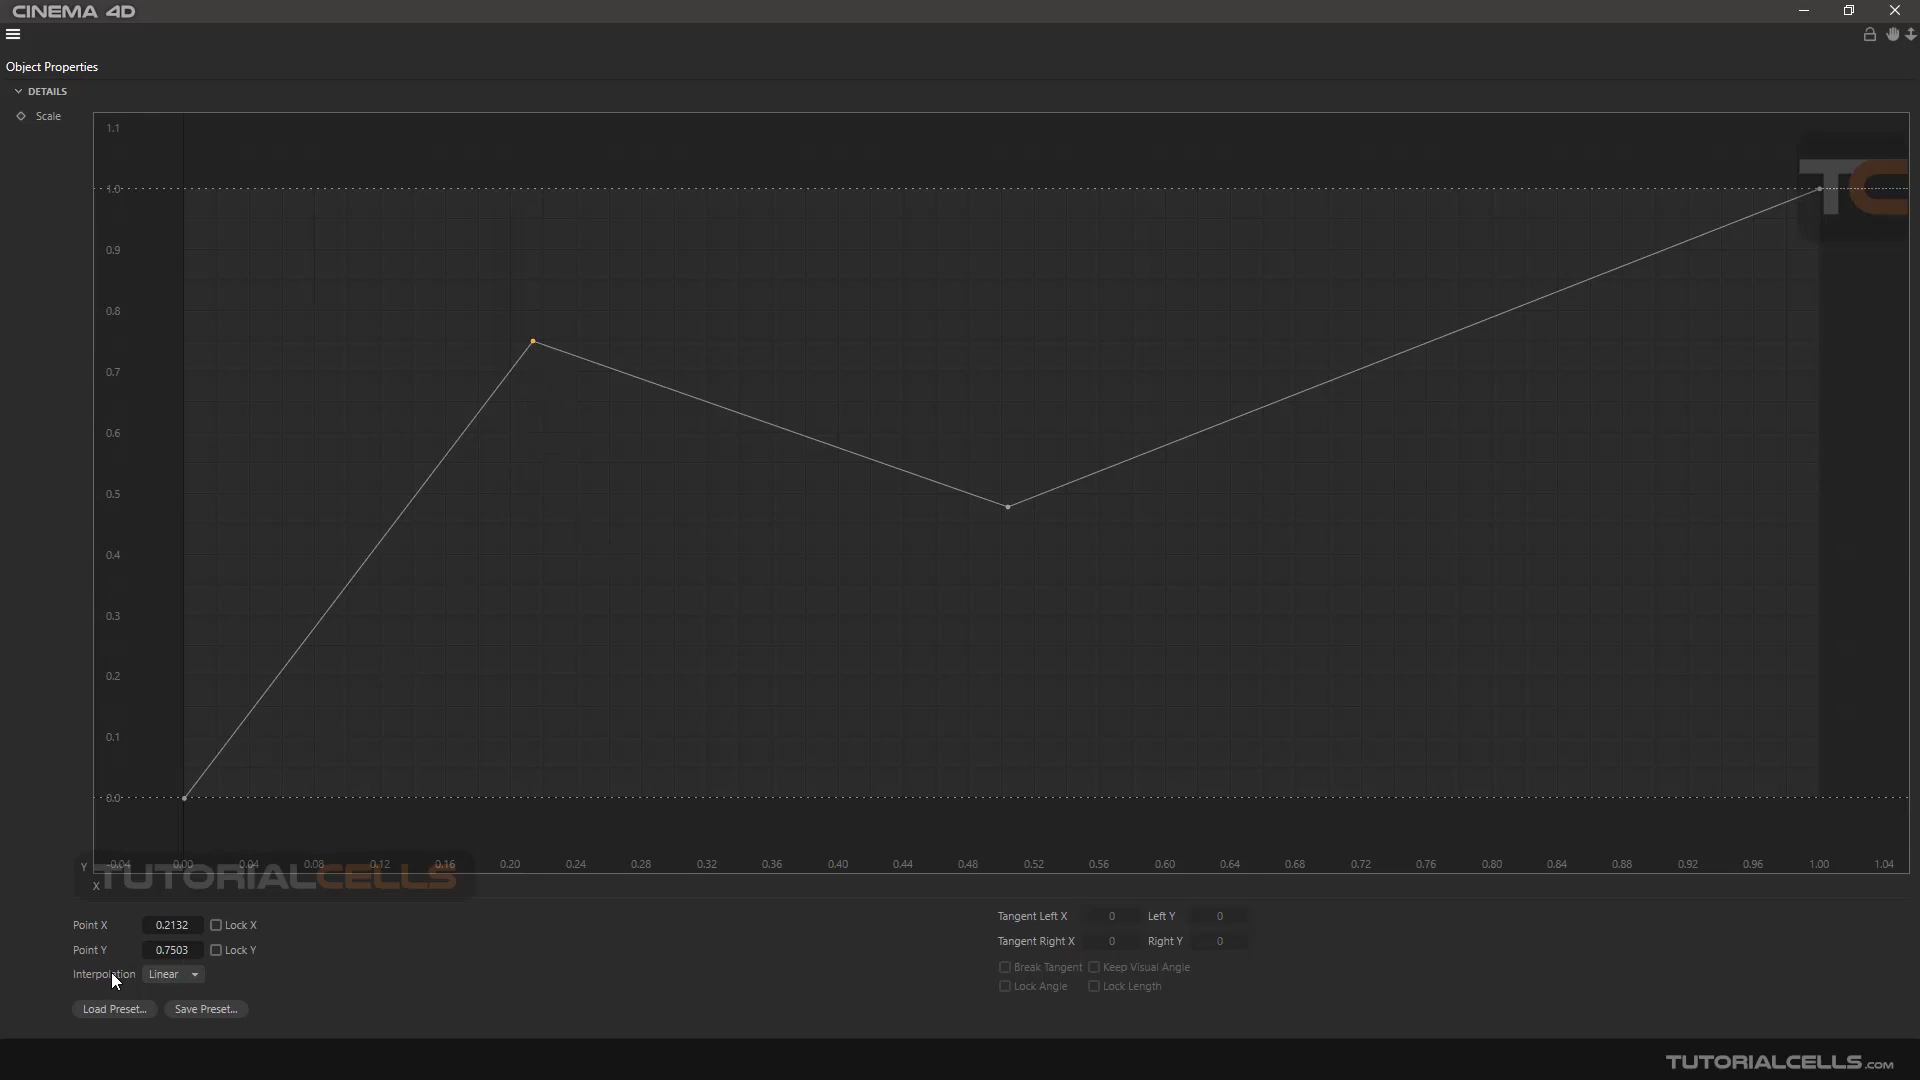 CINEMA 4D
Object Properties
DETAILS
Scale
1.1
1.0
0.9
0.8
0.7
0.6
0.5
0.4
0.3
0.2
0.1
0.0
TC
Y -0.04 0.00 0.04 0.08 0.12 0.16 0.20 0.24 0.28 0.32 0.36 0.40 0.44 0.48 0.52 0.56 0.60 0.64 0.68 0.72 0.76 0.80 0.84 0.88 0.92 0.96 1.00 1.04
X
TUTORIALCELLS
Point X 0.2132 Lock X
Point Y 0.7503 Lock Y
Interpolation Linear
Load Preset... Save Preset...
Tangent Left X 0 Left Y 0
Tangent Right X 0 Right Y 0
Break Tangent Keep Visual Angle
Lock Angle Lock Length
TUTORIALCELLS.COM